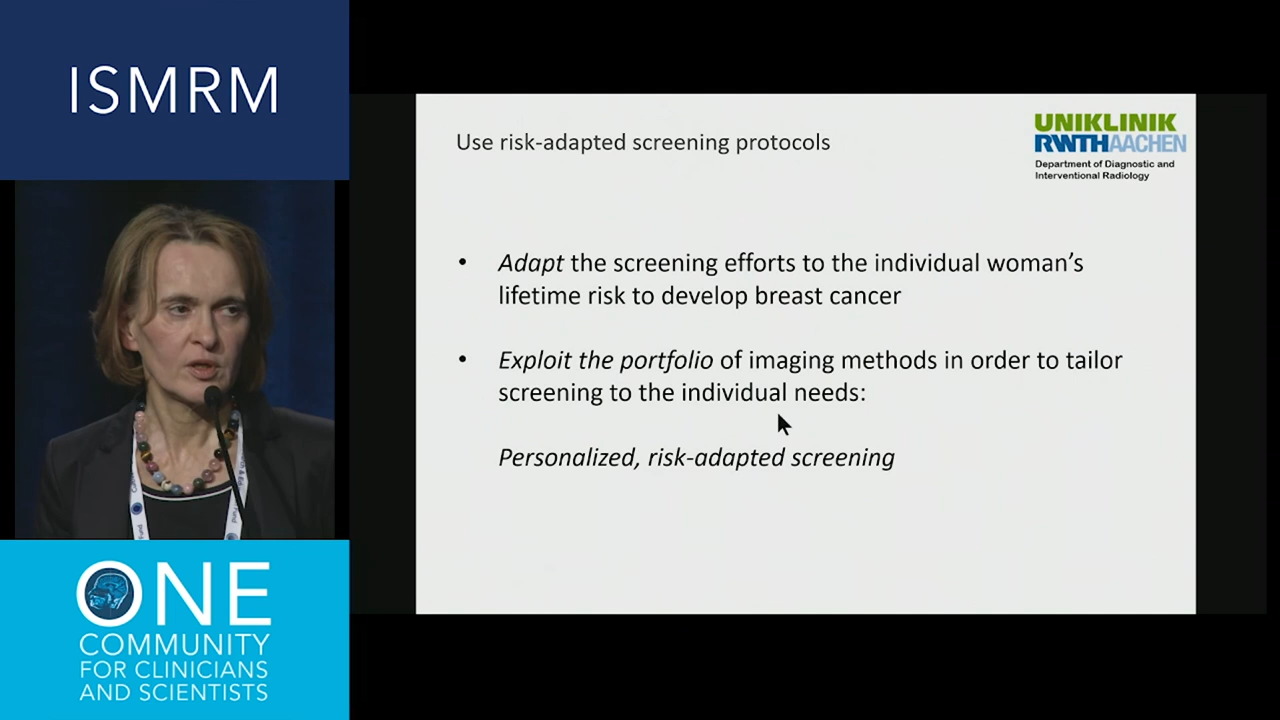 ISMRM
ONE
COMMUNITY
FOR CLINICIANS
AND SCIENTISTS
Use risk-adapted screening protocols
UNIKLINIK
RWTHAACHEN
Department of Diagnostic and
Interventional Radiology
• Adapt the screening efforts to the individual woman’s
lifetime risk to develop breast cancer
• Exploit the portfolio of imaging methods in order to tailor
screening to the individual needs:
Personalized, risk-adapted screening